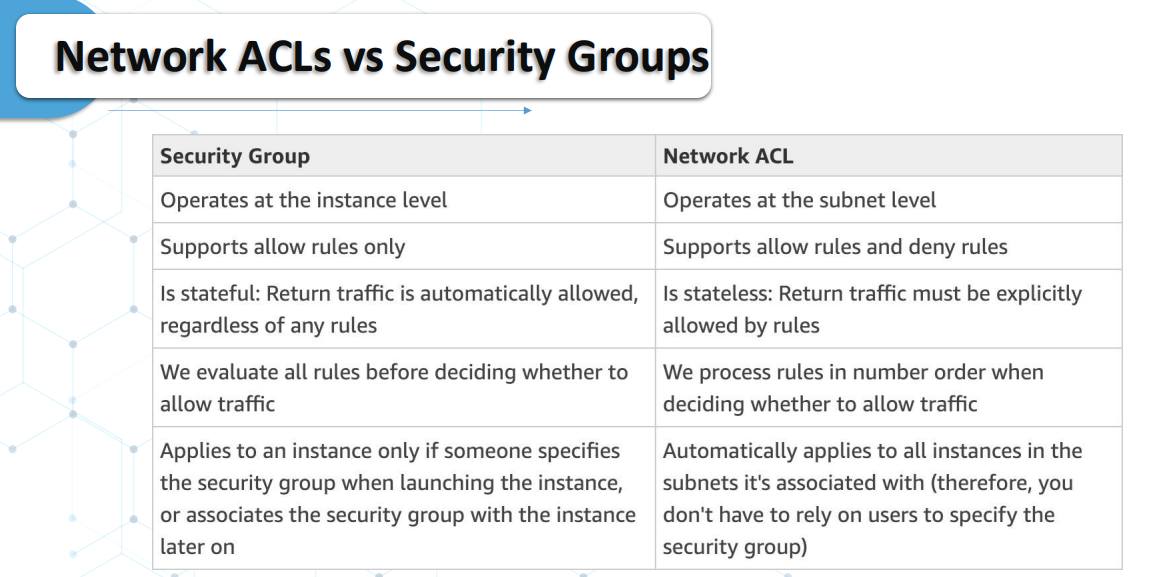 Network ACLs vs Security Groups
Security Group
Network ACL
Operates at the instance level
Operates at the subnet level
Supports allow rules only
Supports allow rules and deny rules
Is stateful: Return traffic is automatically allowed,
regardless of any rules
Is stateless: Return traffic must be explicitly
allowed by rules
We evaluate all rules before deciding whether to
allow traffic
We process rules in number order when
deciding whether to allow traffic
Applies to an instance only if someone specifies
the security group when launching the instance,
or associates the security group with the instance
later on
Automatically applies to all instances in the
subnets it's associated with (therefore, you
don't have to rely on users to specify the
security group)